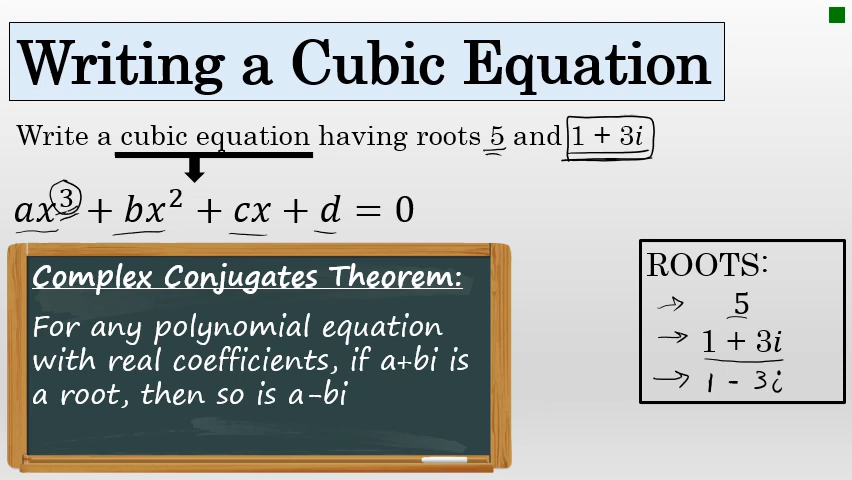 Writing a Cubic Equation
Write a cubic equation having roots 5 and 1 + 3i
ax³ + bx² + cx + d = 0
Complex Conjugates Theorem:
For any polynomial equation
with real coefficients, if a+bi is
a root, then so is a-bi
ROOTS:
→ 5
→ 1 + 3i
→ 1 - 3i